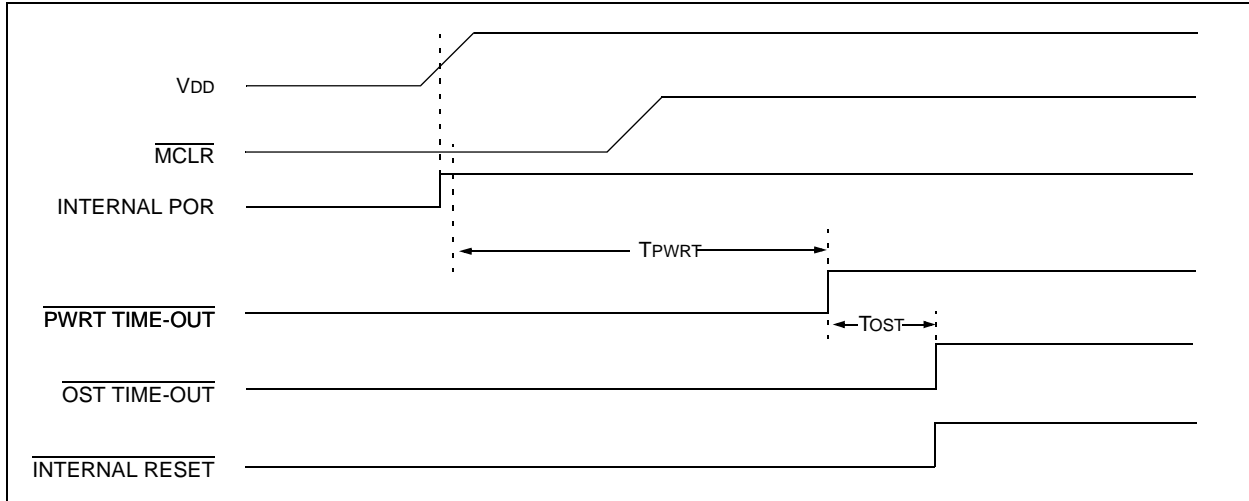 VDD
MCLR
INTERNAL POR
TPWRT
PWRT TIME-OUT
TOST
OST TIME-OUT
INTERNAL RESET